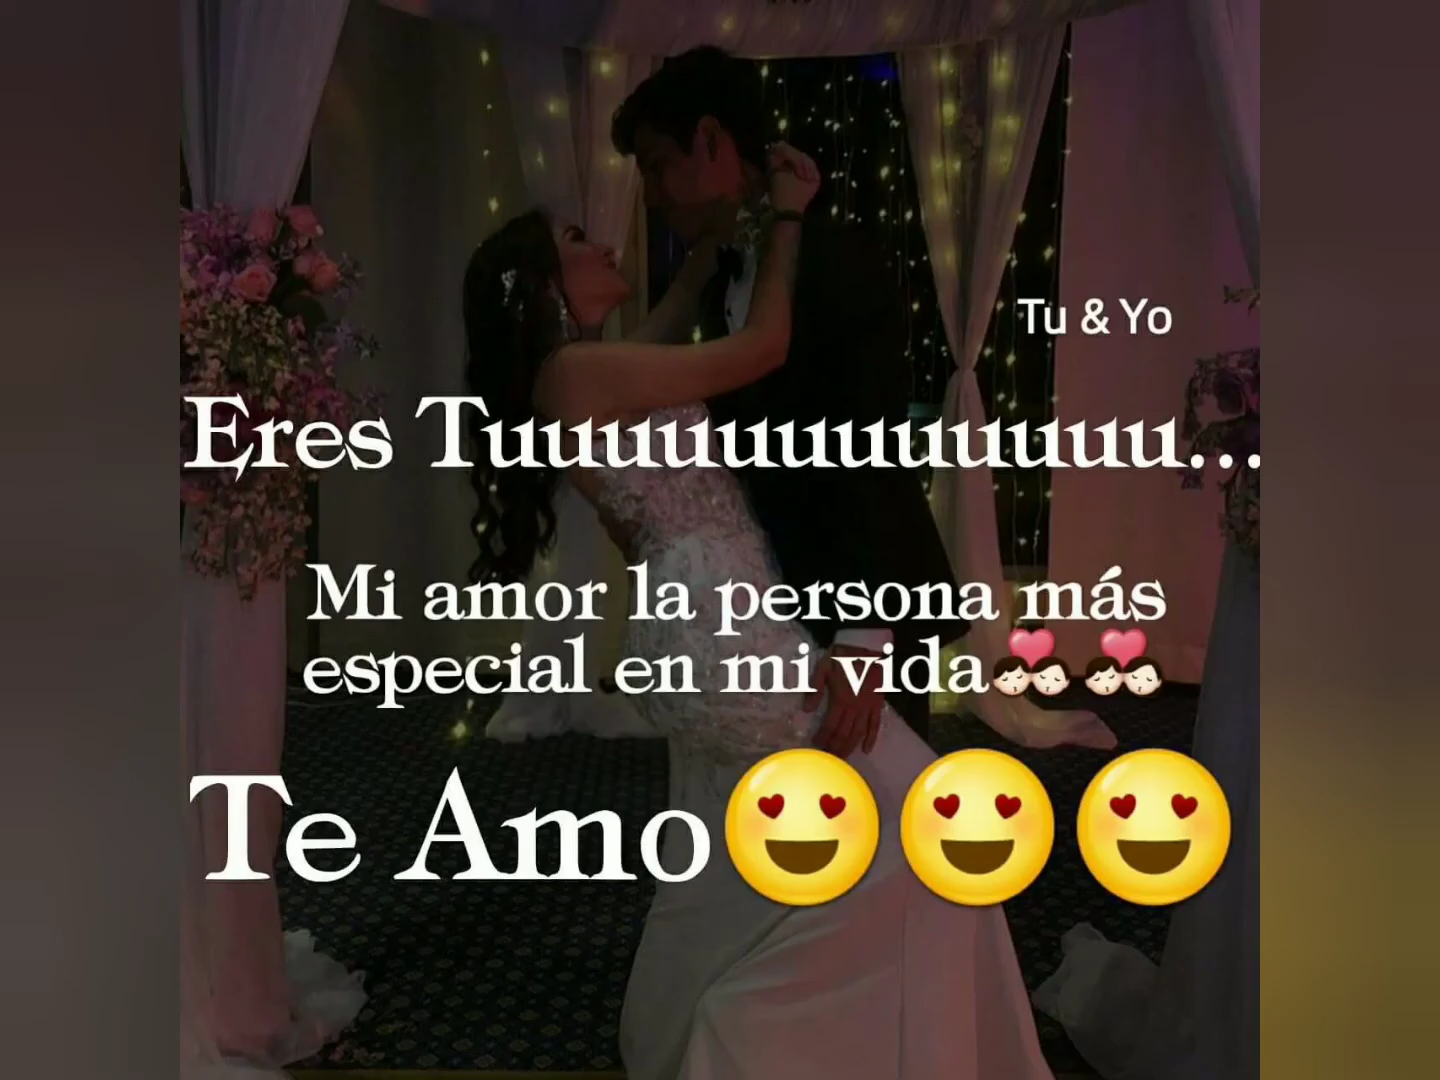 Tu & Yo
Eres Tuuuuuuuuuuuu...
Mi amor la persona más
especial en mi vida💏💏
Te Amo😍😍😍